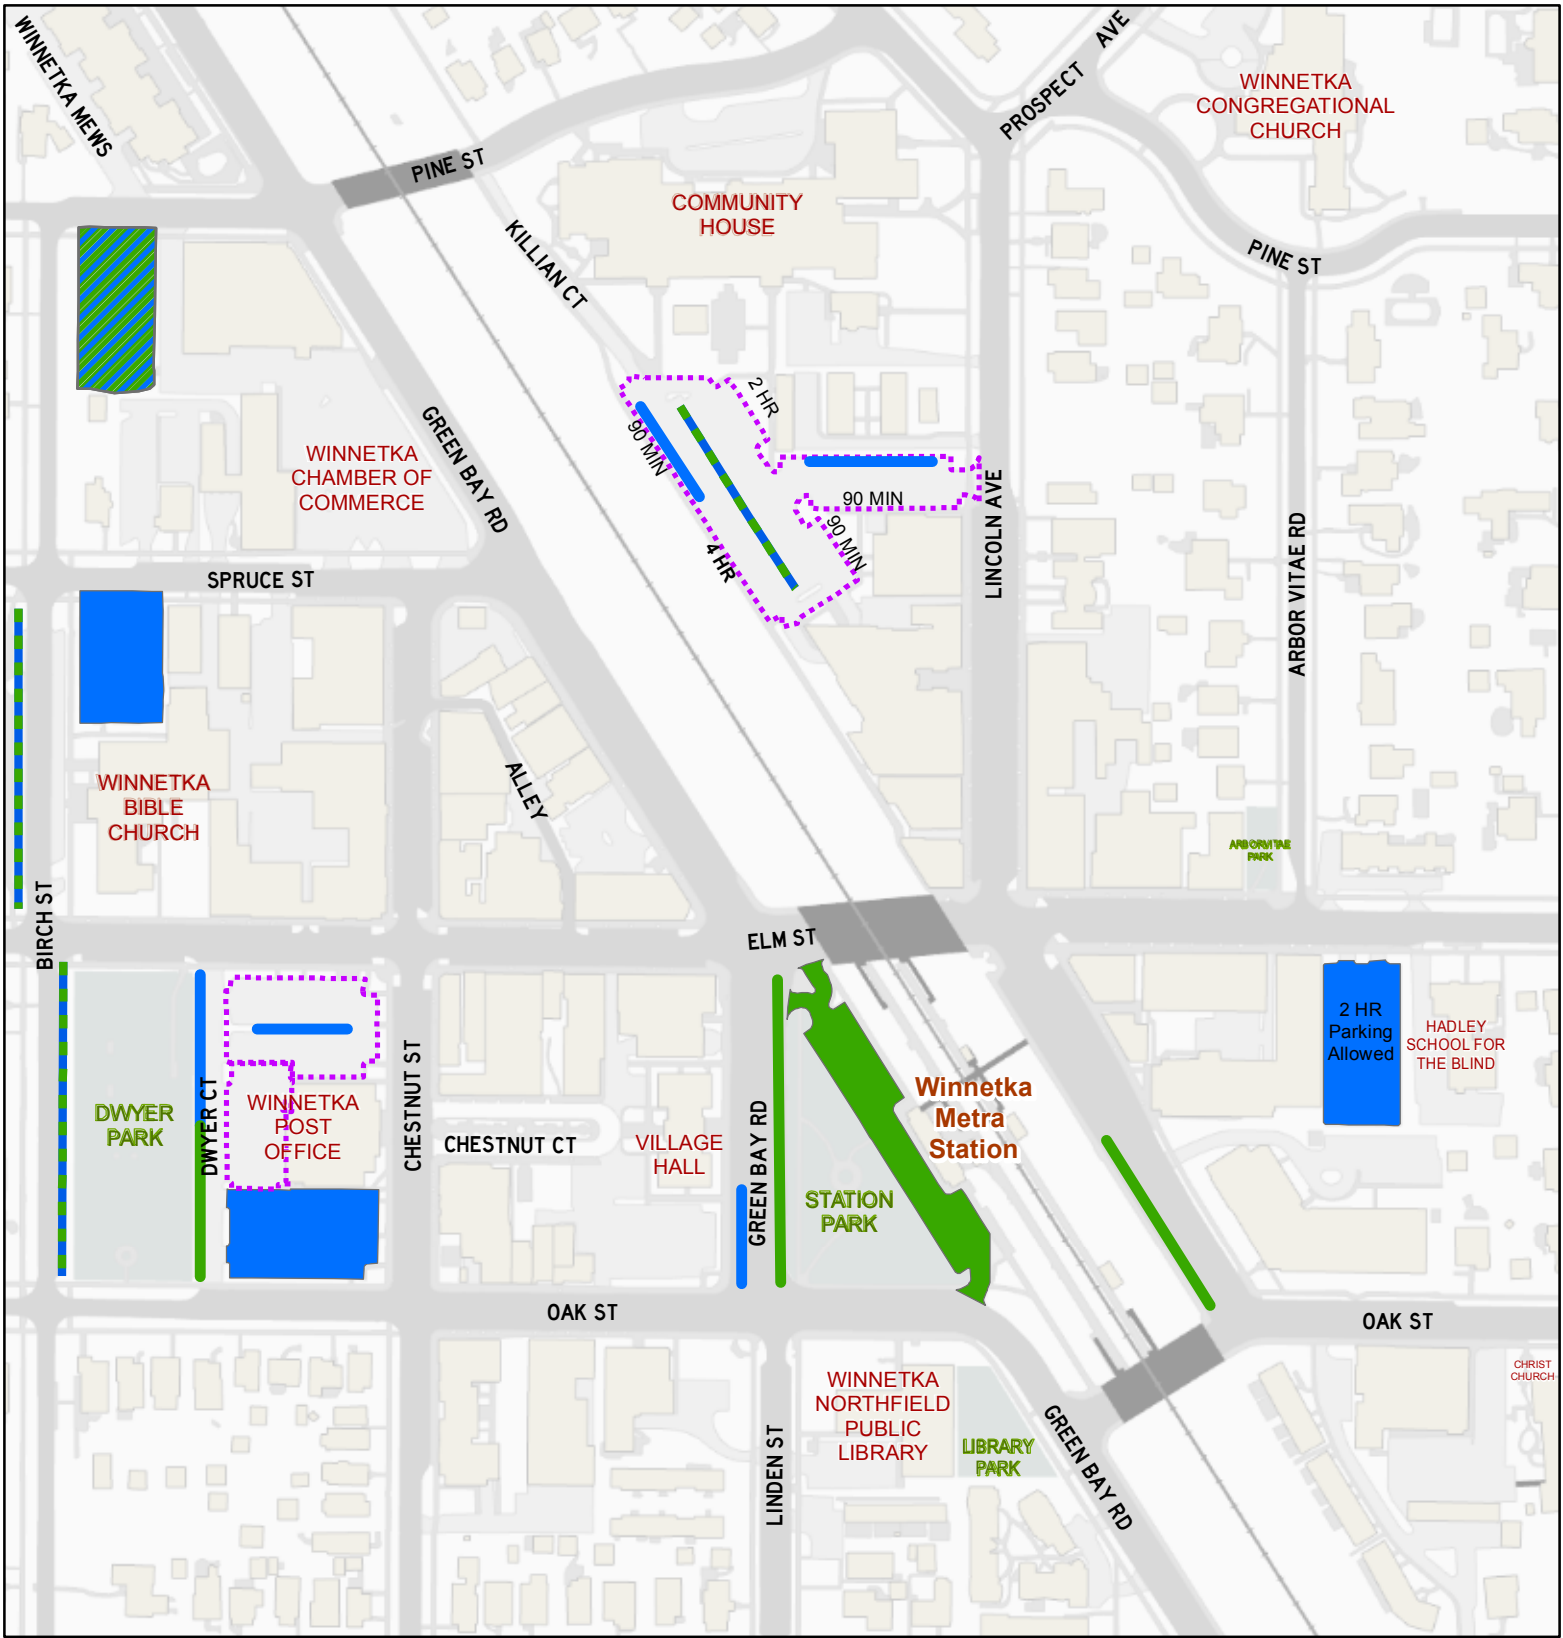 WINNETKA MEWS
PINE ST
PROSPECT AVE
WINNETKA
CONGREGATIONAL
CHURCH
COMMUNITY
HOUSE
KILLIAN CT
PINE ST
WINNETKA
CHAMBER OF
COMMERCE
GREEN BAY RD
2 HR
90 MIN
90 MIN
90 MIN
4 HR
LINCOLN AVE
ARBOR VITAE RD
SPRUCE ST
WINNETKA
BIBLE
CHURCH
ALLEY
ARBORVITAE
PARK
BIRCH ST
ELM ST
2 HR
Parking
Allowed
HADLEY
SCHOOL FOR
THE BLIND
DWYER
PARK
DWYER CT
WINNETKA
POST
OFFICE
CHESTNUT ST
CHESTNUT CT
VILLAGE
HALL
GREEN BAY RD
Winnetka
Metra
Station
STATION
PARK
OAK ST
OAK ST
CHRIST
CHURCH
WINNETKA
NORTHFIELD
PUBLIC
LIBRARY
LIBRARY
PARK
LINDEN ST
GREEN BAY RD